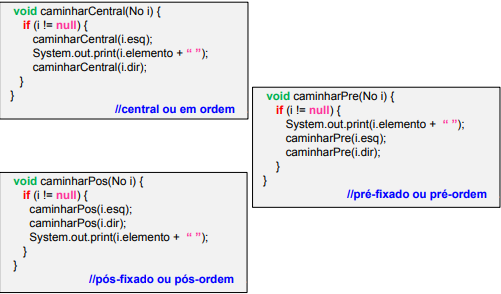 void caminharCentral(No i) {
if (i != null) {
caminharCentral(i.esq);
System.out.print(i.elemento + “ ”);
caminharCentral(i.dir);
}
}
//central ou em ordem
void caminharPre(No i) {
if (i != null) {
System.out.print(i.elemento + “ ”);
caminharPre(i.esq);
caminharPre(i.dir);
}
}
//pré-fixado ou pré-ordem
void caminharPos(No i) {
if (i != null) {
caminharPos(i.esq);
caminharPos(i.dir);
System.out.print(i.elemento + “ ”);
}
}
//pós-fixado ou pós-ordem